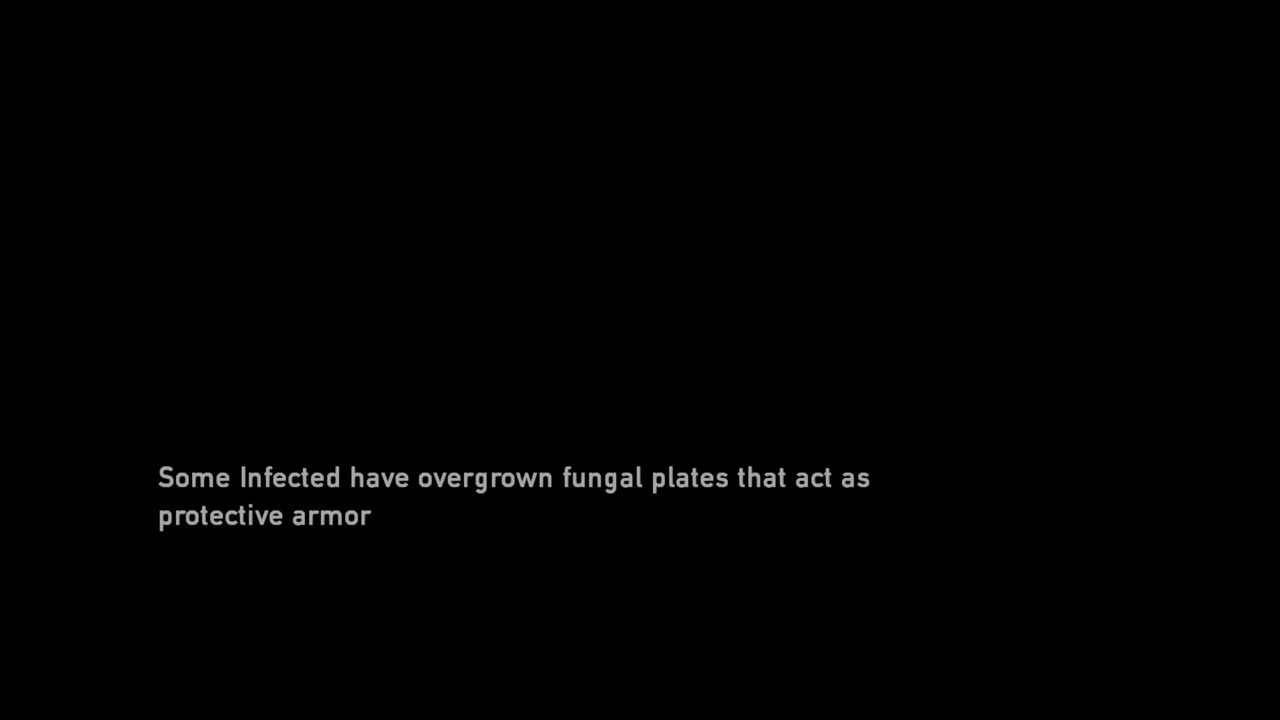 Some Infected have overgrown fungal plates that act as
protective armor